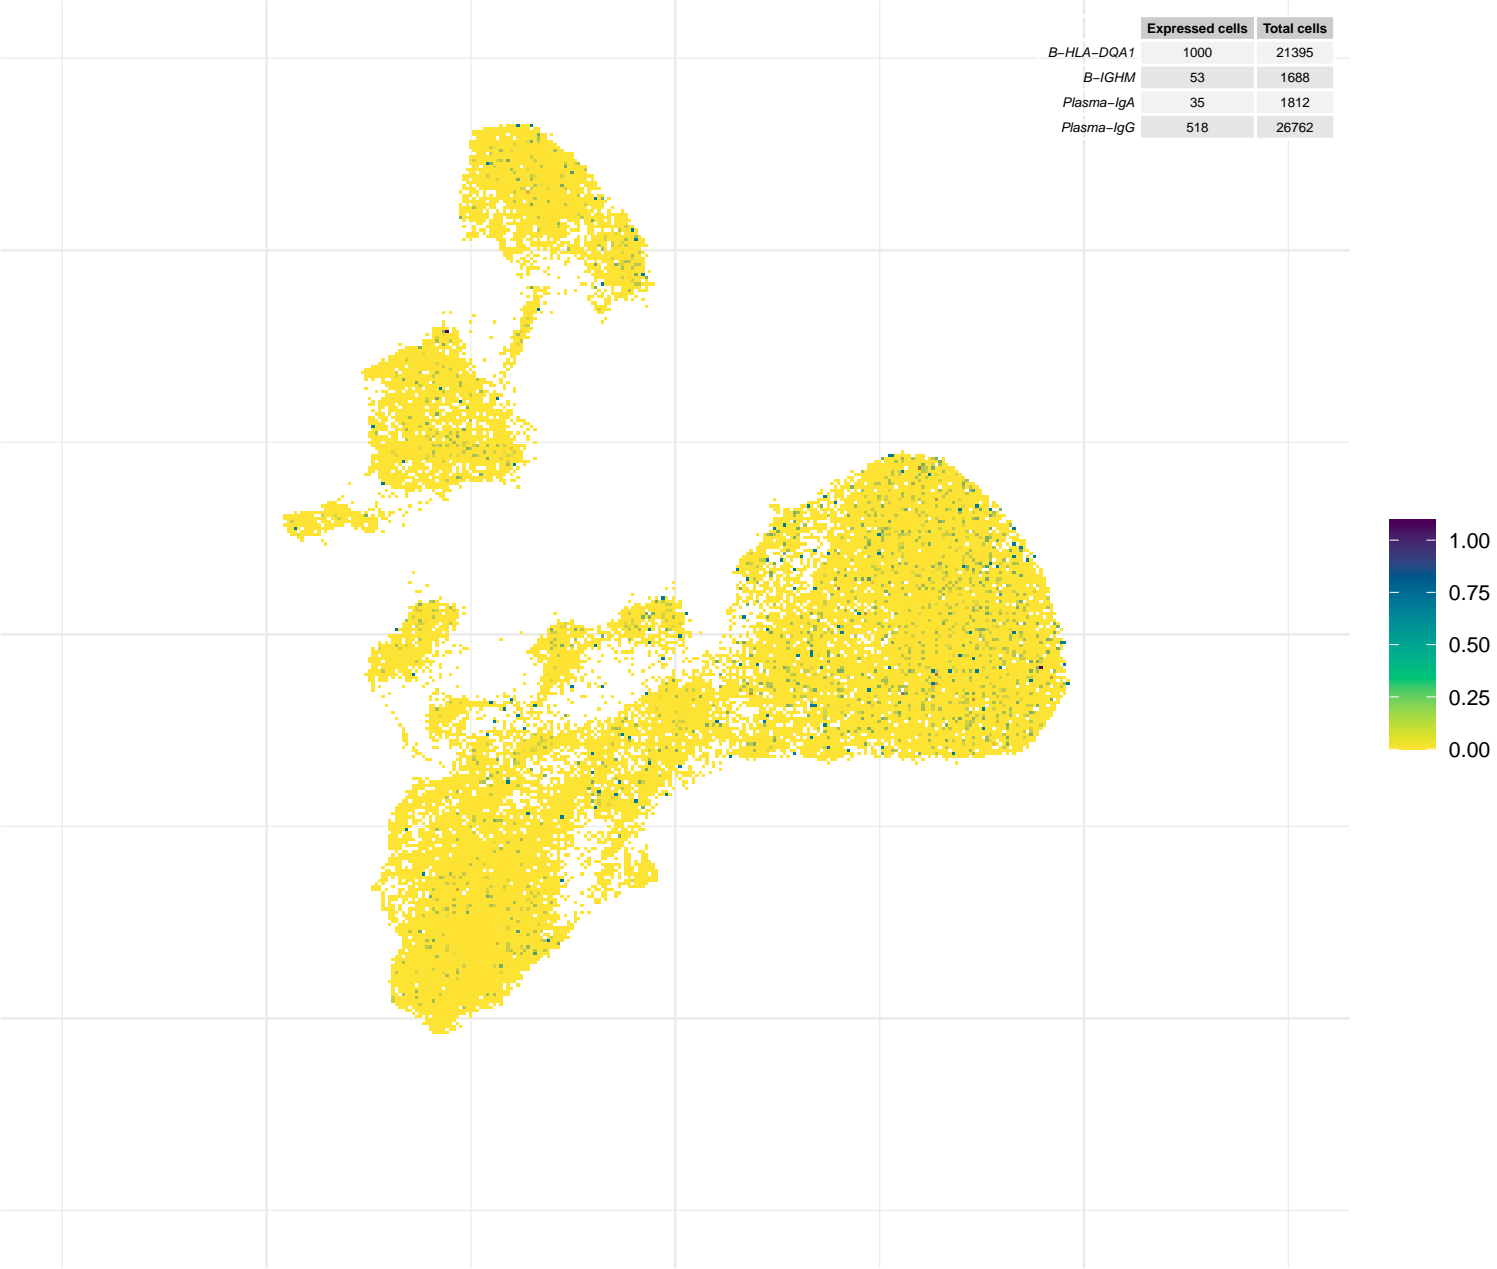 Expressed cells Total cells
B−HLA−DQA1 1000 21395
B−IGHM 53 1688
Plasma−IgA 35 1812
Plasma−IgG 518 26762
1.00
0.75
0.50
0.25
0.00